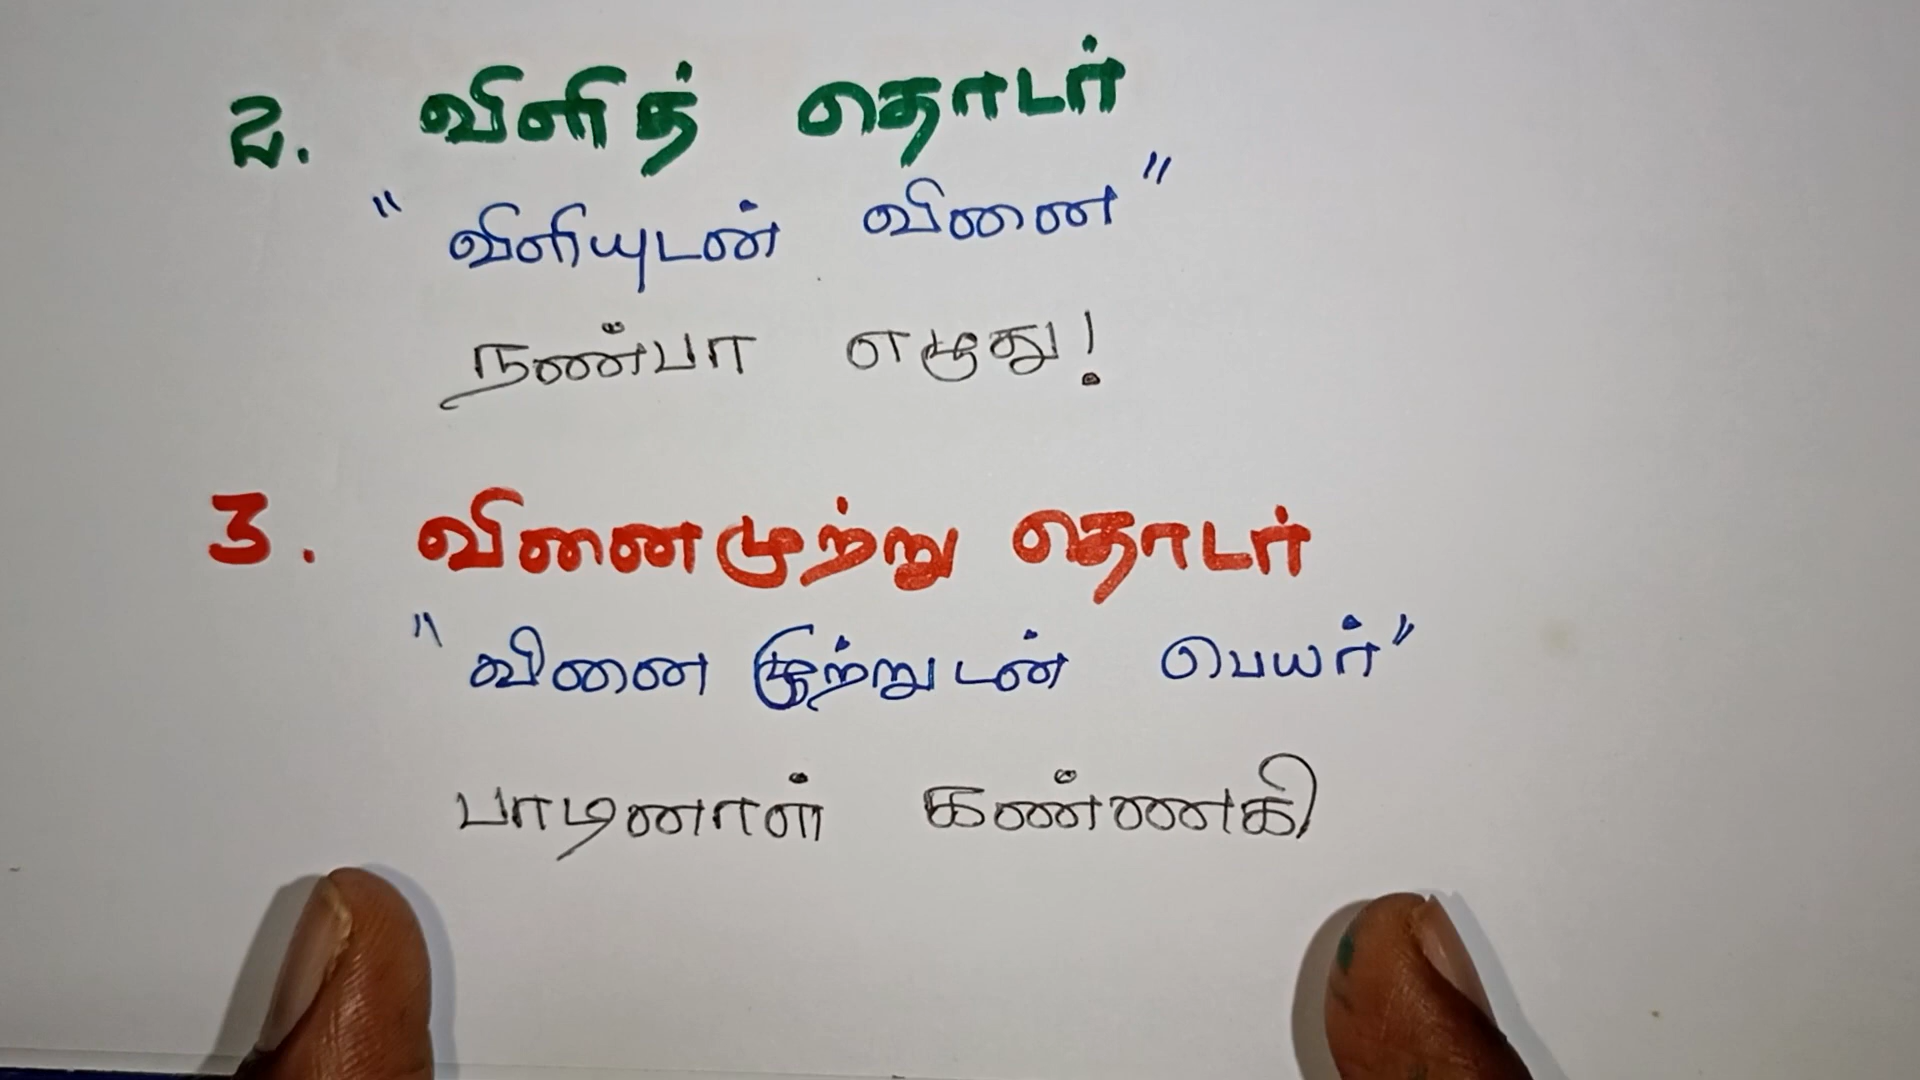 2. விளித் தொடர்
"விளியுடன் வினை"
நண்பா எழுது!
3. வினைமுற்று தொடர்
"வினை முற்றுடன் பெயர்"
பாடினாள் கண்ணகி